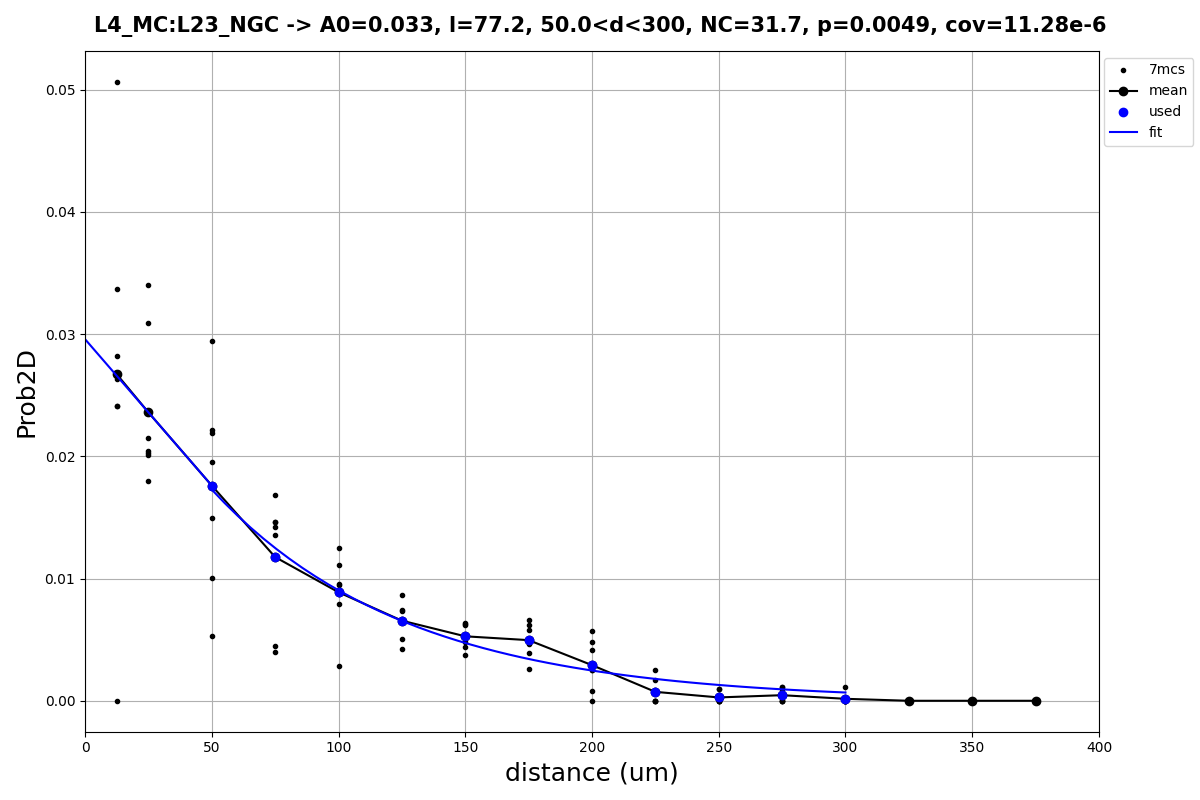 L4_MC:L23_NGC -> A0=0.033, l=77.2, 50.0<d<300, NC=31.7, p=0.0049, cov=11.28e-6
7mcs
mean
used
fit
Prob2D
0.05
0.04
0.03
0.02
0.01
0.00
0 50 100 150 200 250 300 350 400
distance (um)